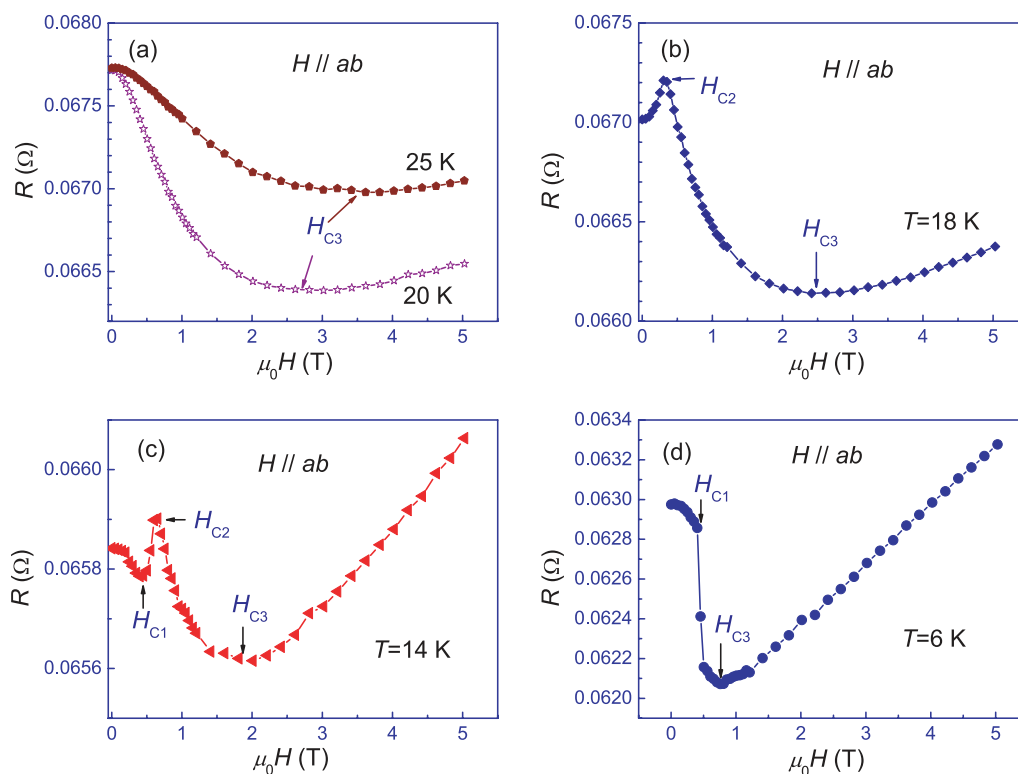 (a)
H // ab
0.0680
0.0675
0.0670
0.0665
R (Ω)
25 K
H_C3
20 K
0 1 2 3 4 5
μ₀H (T)
(b)
H // ab
0.0675
0.0670
0.0665
0.0660
R (Ω)
H_C2
H_C3
T=18 K
0 1 2 3 4 5
μ₀H (T)
(c)
H // ab
0.0660
0.0658
0.0656
R (Ω)
H_C2
H_C1
H_C3
T=14 K
0 1 2 3 4 5
μ₀H (T)
(d)
H // ab
0.0634
0.0632
0.0630
0.0628
0.0626
0.0624
0.0622
0.0620
R (Ω)
H_C1
H_C3
T=6 K
0 1 2 3 4 5
μ₀H (T)